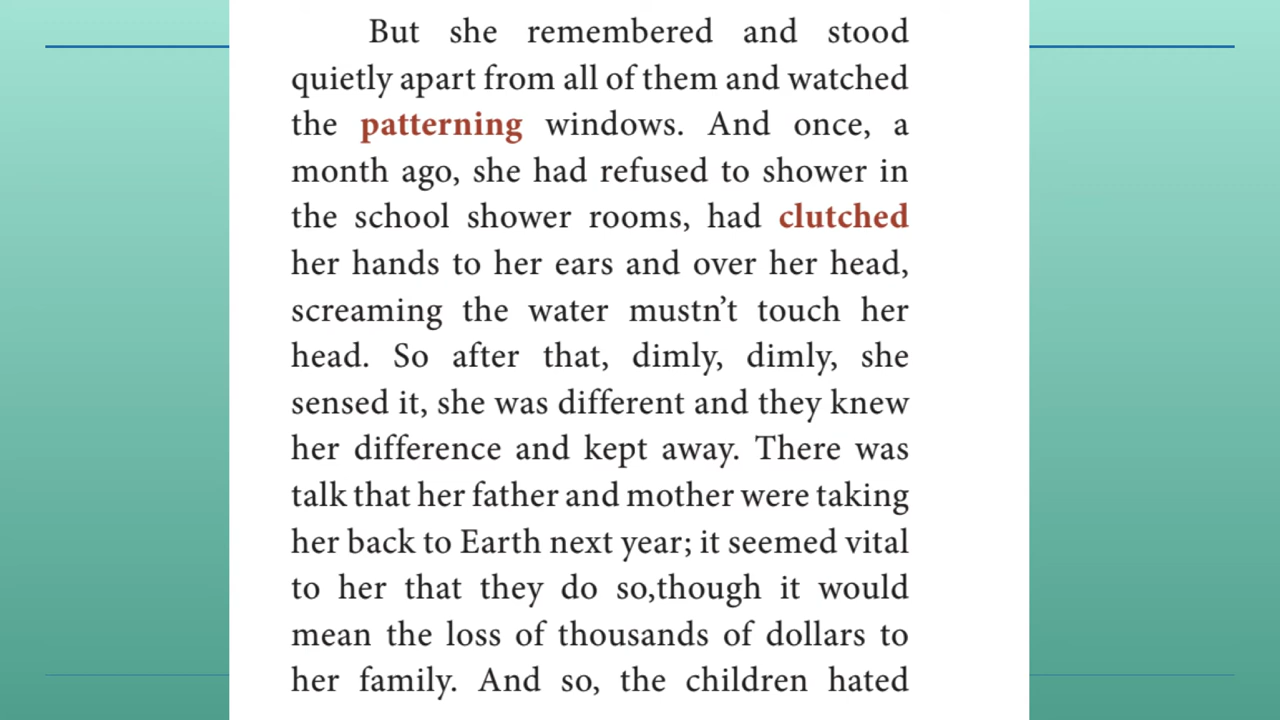 But she remembered and stood
quietly apart from all of them and watched
the patterning windows. And once, a
month ago, she had refused to shower in
the school shower rooms, had clutched
her hands to her ears and over her head,
screaming the water mustn’t touch her
head. So after that, dimly, dimly, she
sensed it, she was different and they knew
her difference and kept away. There was
talk that her father and mother were taking
her back to Earth next year; it seemed vital
to her that they do so,though it would
mean the loss of thousands of dollars to
her family. And so, the children hated